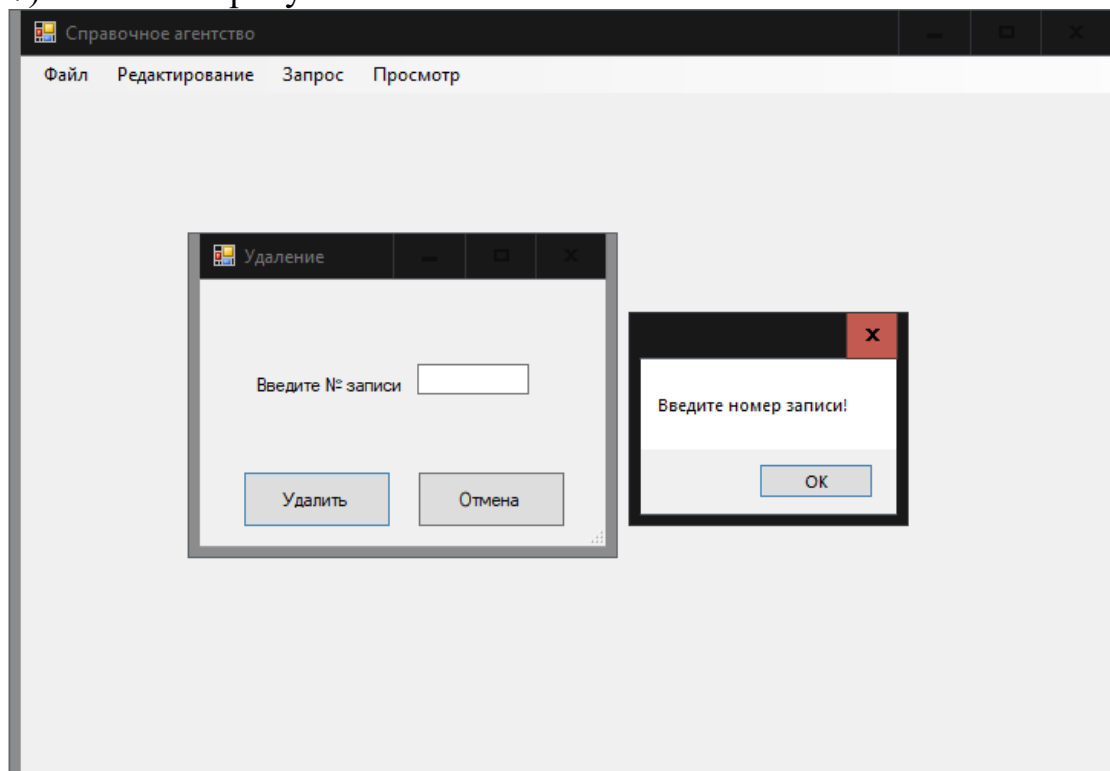 Справочное агентство
Файл Редактирование Запрос Просмотр
Удаление
Введите № записи
Удалить Отмена
Введите номер записи!
OK